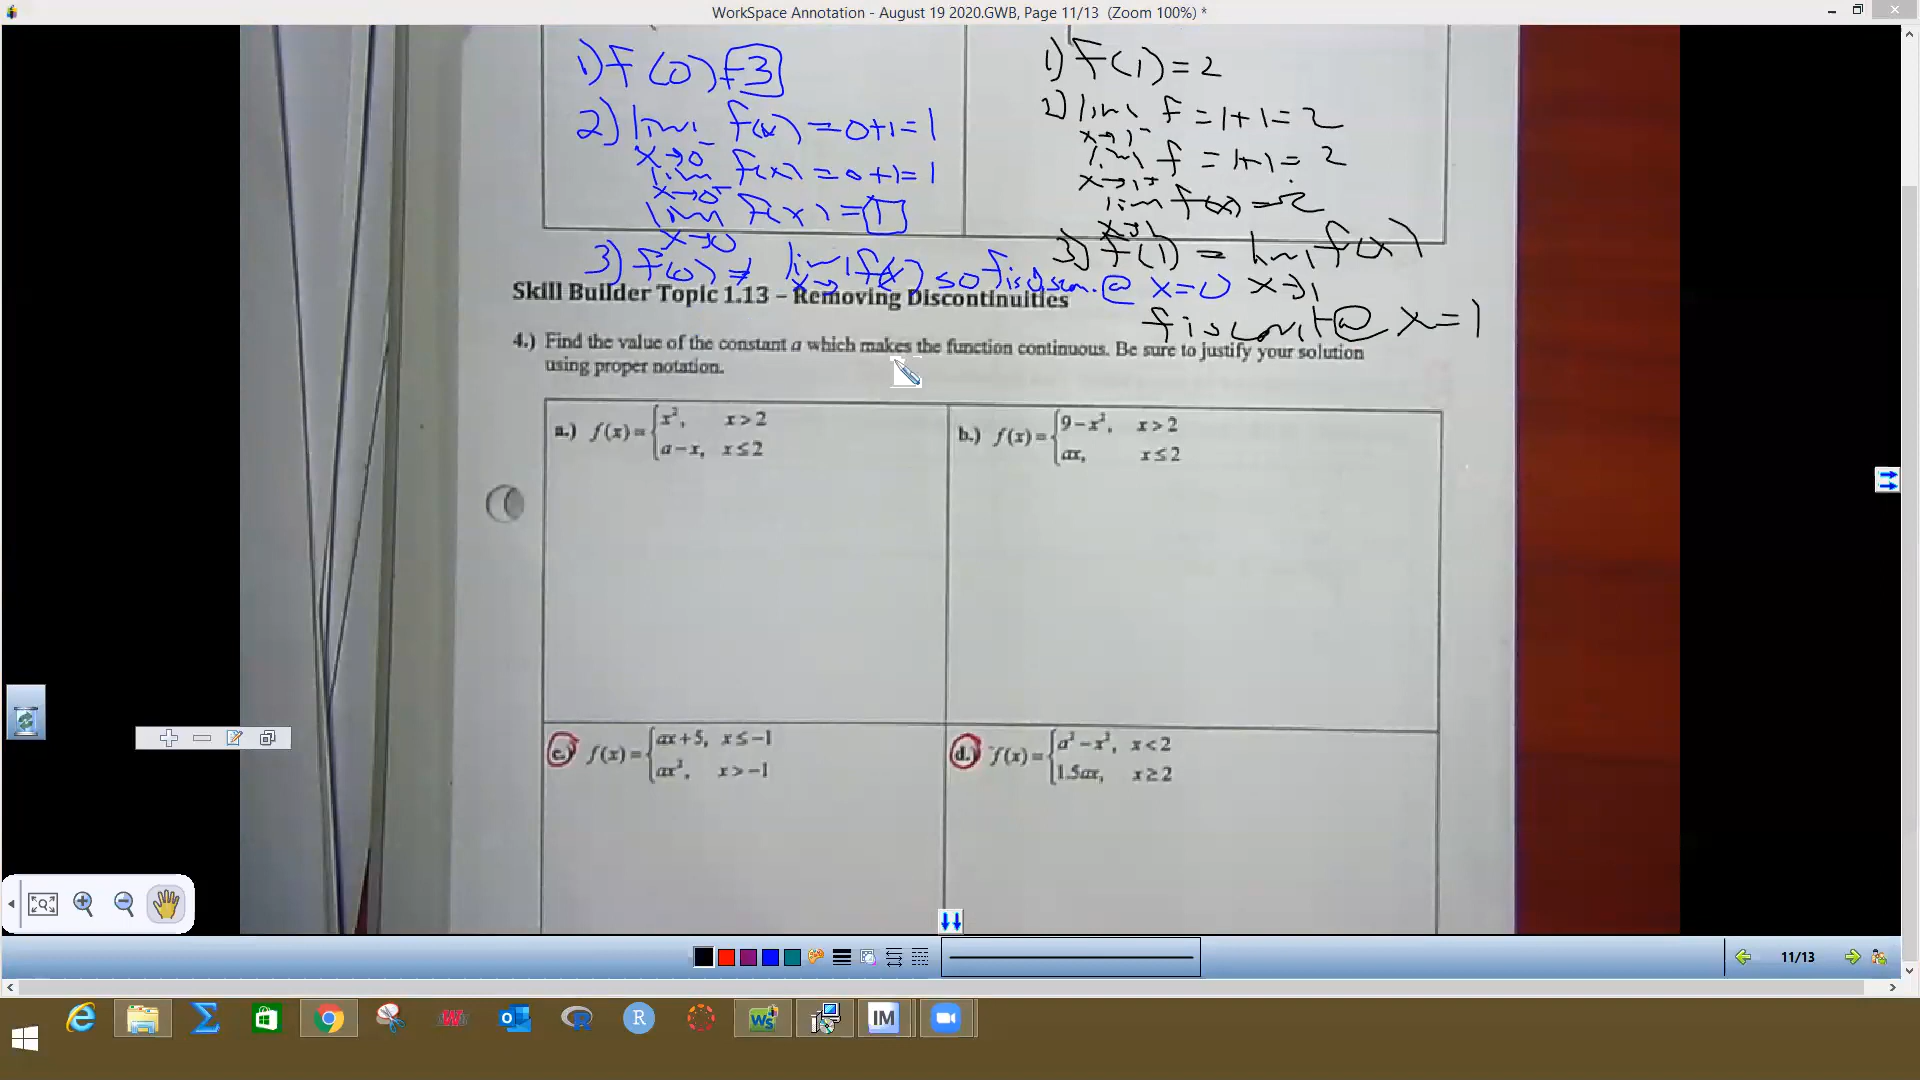 WorkSpace Annotation - August 19 2020.GWB, Page 11/13 (Zoom 100%) *
1) f(0) = 3
2) lim f(x) = 0+1 = 1
x→0⁻
lim f(x) = 0+1 = 1
x→0
lim f(x) = 1
x→0
3) f(0) ≠ lim f(x) so f is discon. @ x=0
x→0
1) f(1) = 2
2) lim f = 1+1 = 2
x→1⁻
lim f = 1+1 = 2
x→1⁺
lim f(x) = 2
x→1
3) f(1) = lim f(x)
x→1
f is cont @ x=1
Skill Builder Topic 1.13 – Removing Discontinuities
4.) Find the value of the constant a which makes the function continuous. Be sure to justify your solution
using proper notation.
a.) f(x) = { x², x > 2
a – x, x ≤ 2
b.) f(x) = { 9 – x², x > 2
ax, x ≤ 2
c.) f(x) = { ax + 5, x ≤ –1
ax², x > –1
d.) f(x) = { a² – x², x < 2
1.5ax, x ≥ 2
11/13
WS
IM